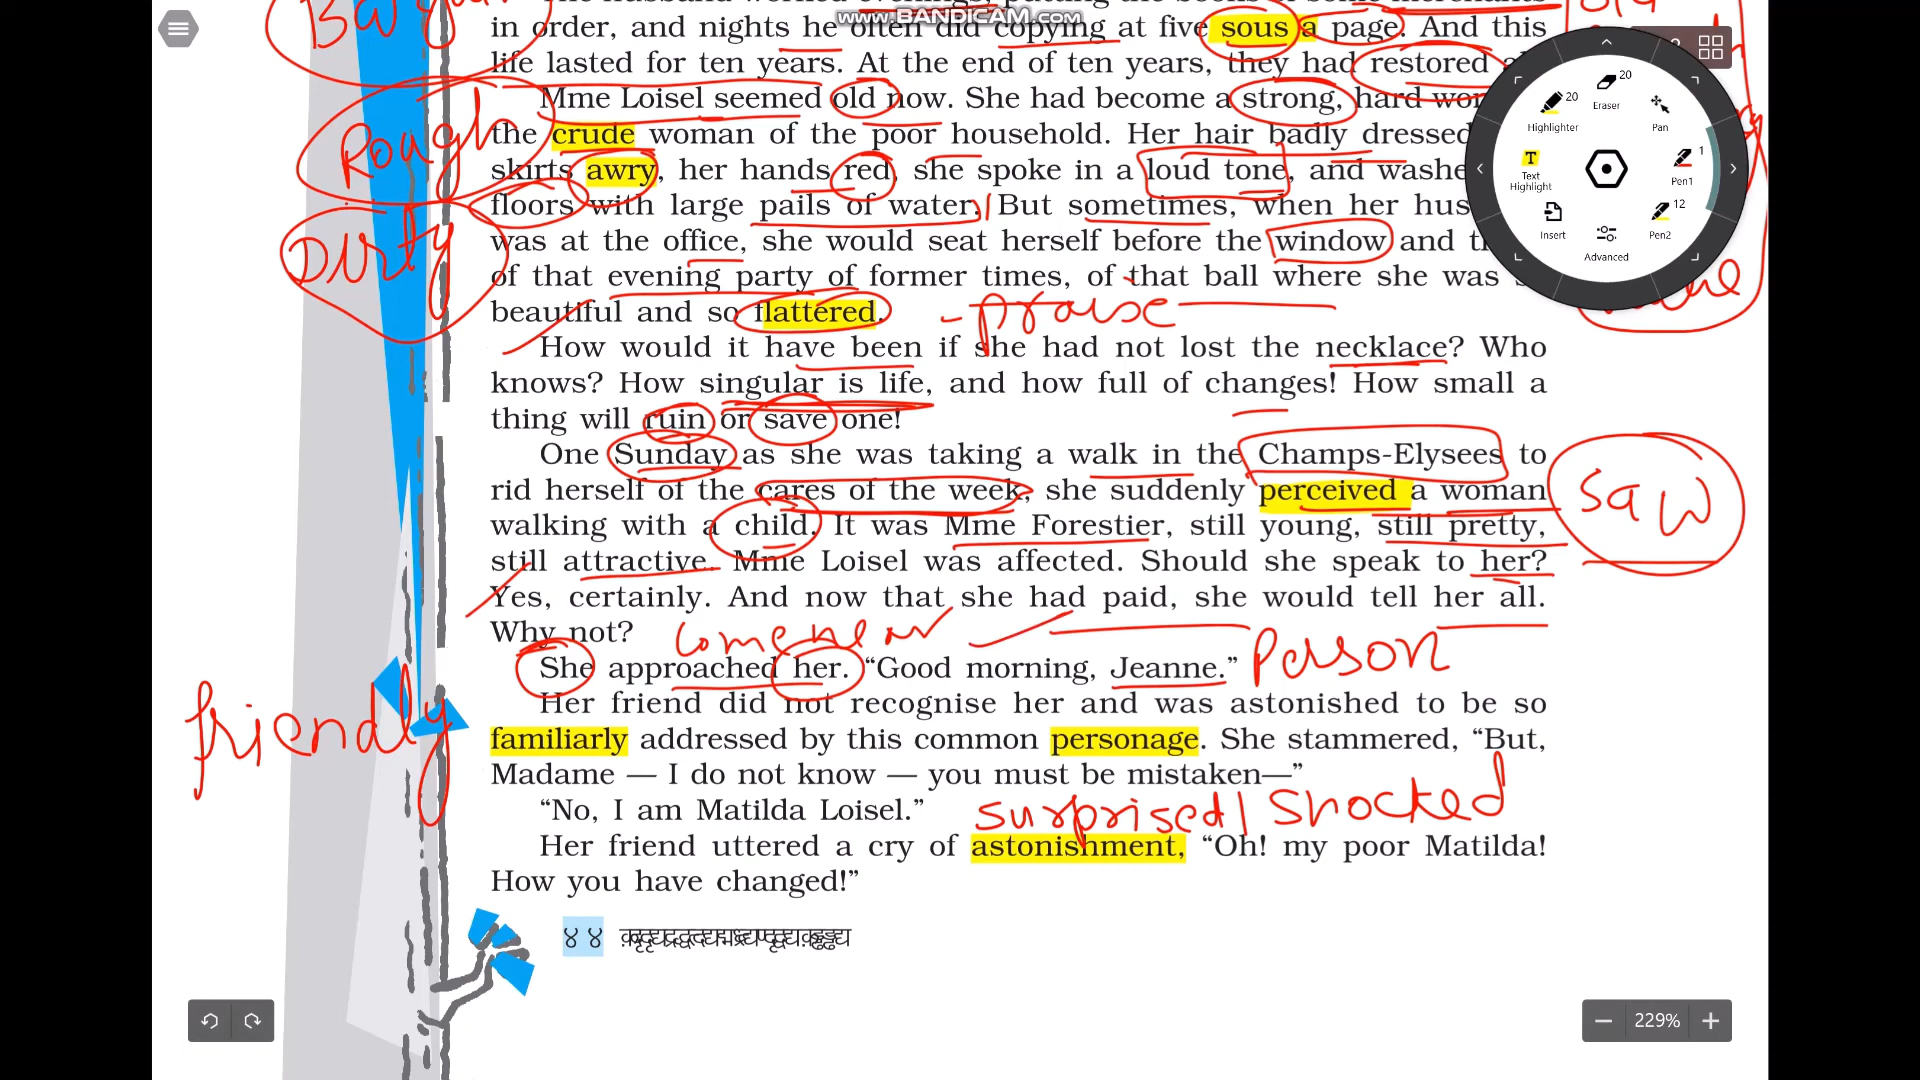 www.BANDICAM.com
in order, and nights he often did copying at five sous a page. And this
life lasted for ten years. At the end of ten years, they had restored
Mme Loisel seemed old now. She had become a strong, hard
Rough
the crude woman of the poor household. Her hair badly dressed
skirts awry, her hands red, she spoke in a loud tone, and washe
floors with large pails of water. But sometimes, when her hus
Dirty
was at the office, she would seat herself before the window and
of that evening party of former times, of that ball where she was
beautiful and so flattered. - praise
How would it have been if she had not lost the necklace? Who
knows? How singular is life, and how full of changes! How small a
thing will ruin or save one!
One Sunday as she was taking a walk in the Champs-Elysees to
rid herself of the cares of the week, she suddenly perceived a woman
saw
walking with a child. It was Mme Forestier, still young, still pretty,
still attractive. Mme Loisel was affected. Should she speak to her?
Yes, certainly. And now that she had paid, she would tell her all.
Why not?
come near
She approached her. “Good morning, Jeanne.” Person
Her friend did not recognise her and was astonished to be so
friendly
familiarly addressed by this common personage. She stammered, “But,
Madame — I do not know — you must be mistaken—”
“No, I am Matilda Loisel.”
surprised/ Shocked
Her friend uttered a cry of astonishment, “Oh! my poor Matilda!
How you have changed!”
४ ४
20
Eraser
20
Highlighter
Pan
T
Text
Highlight
1
Pen1
12
Pen2
Insert
Advanced
229%